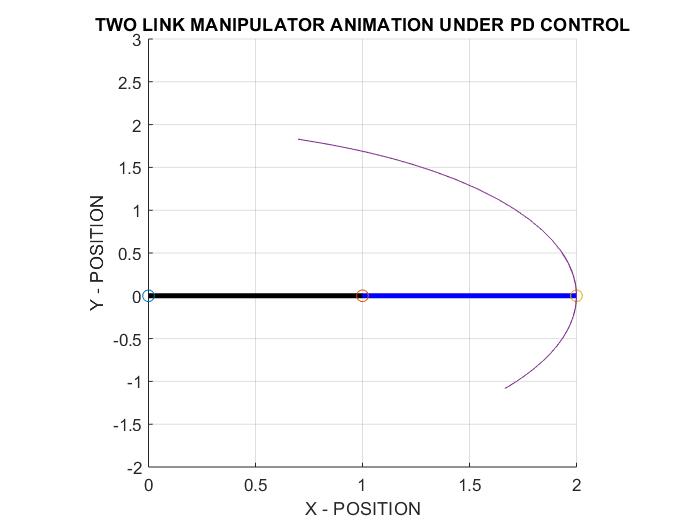 TWO LINK MANIPULATOR ANIMATION UNDER PD CONTROL
3
2.5
2
1.5
1
0.5
0
-0.5
-1
-1.5
-2
Y - POSITION
0 0.5 1 1.5 2
X - POSITION